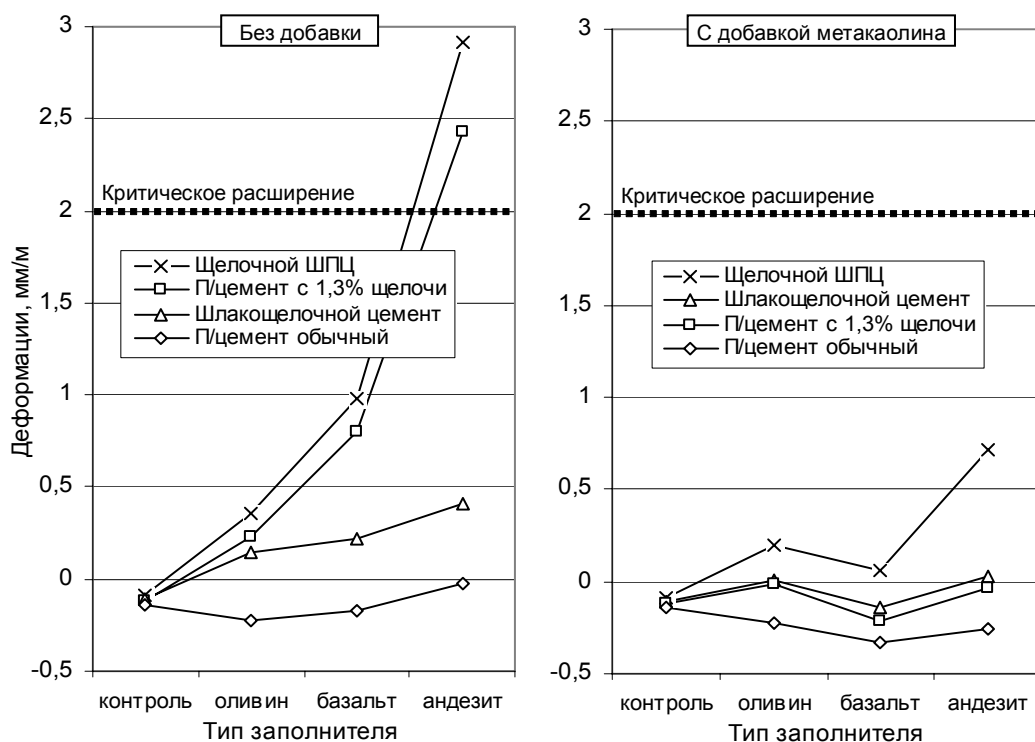 Без добавки
3
2,5
2
1,5
1
0,5
0
-0,5
Деформации, мм/м
Критическое расширение
Щелочной ШПЦ
П/цемент с 1,3% щелочи
Шлакощелочной цемент
П/цемент обычный
контроль оливин базальт андезит
Тип заполнителя
С добавкой метакаолина
3
2,5
2
1,5
1
0,5
0
-0,5
Критическое расширение
Щелочной ШПЦ
Шлакощелочной цемент
П/цемент с 1,3% щелочи
П/цемент обычный
контроль оливин базальт андезит
Тип заполнителя